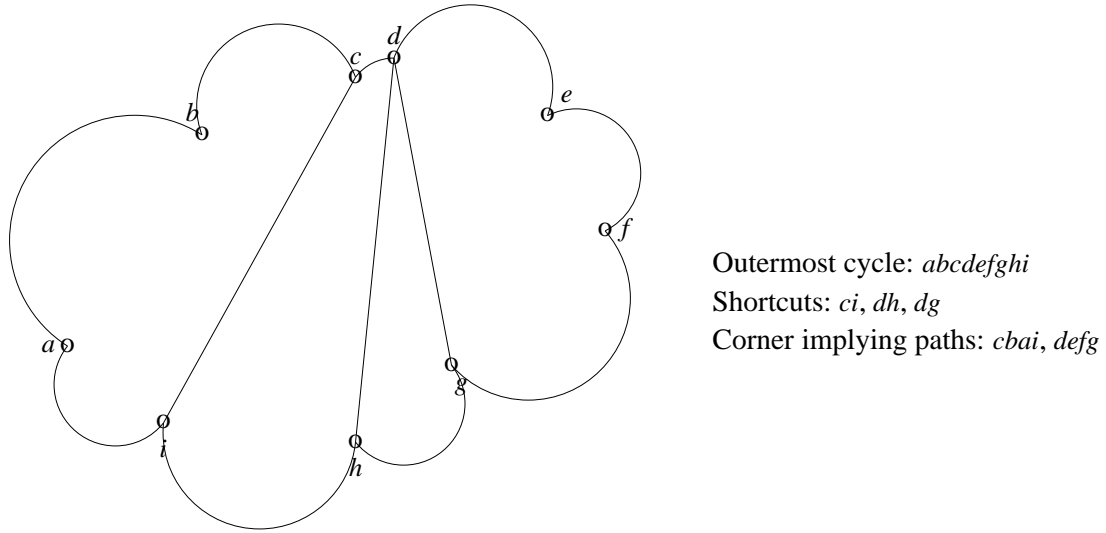 d
c
e
b
f
Outermost cycle: abcdefghi
Shortcuts: ci, dh, dg
Corner implying paths: cbai, defg
a
g
i
h